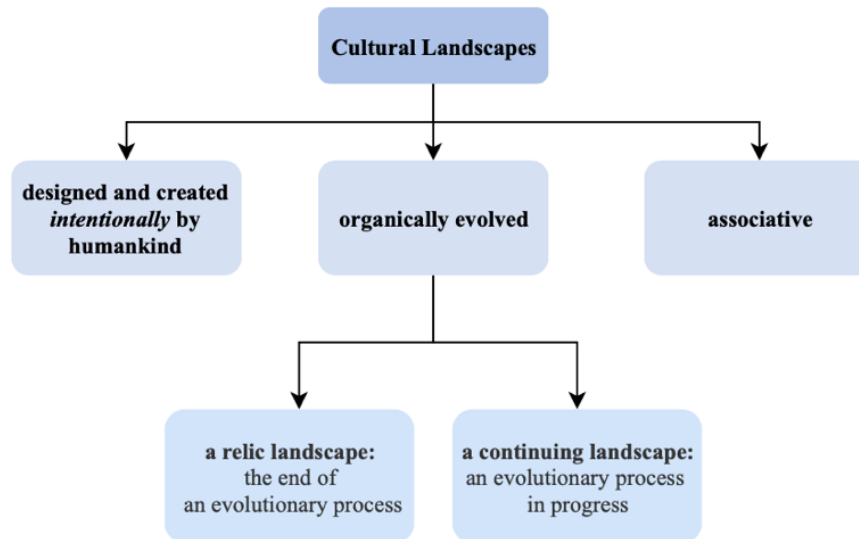 Cultural Landscapes
designed and created
intentionally by
humankind
organically evolved
associative
a relic landscape:
the end of
an evolutionary process
a continuing landscape:
an evolutionary process
in progress